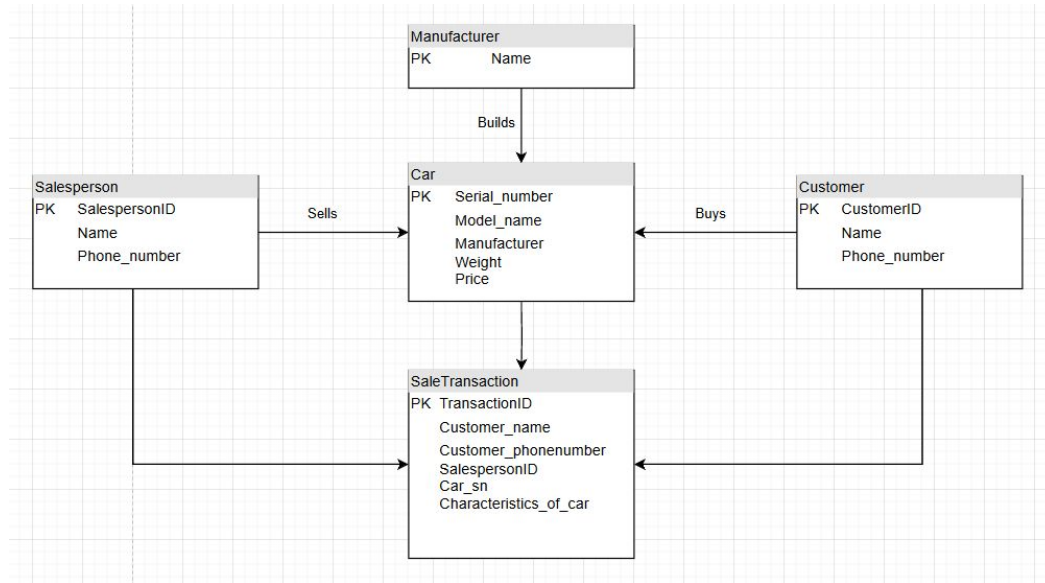 Manufacturer
PK Name
Builds
Salesperson
PK SalespersonID
Name
Phone_number
Sells
Car
PK Serial_number
Model_name
Manufacturer
Weight
Price
Buys
Customer
PK CustomerID
Name
Phone_number
SaleTransaction
PK TransactionID
Customer_name
Customer_phonenumber
SalespersonID
Car_sn
Characteristics_of_car